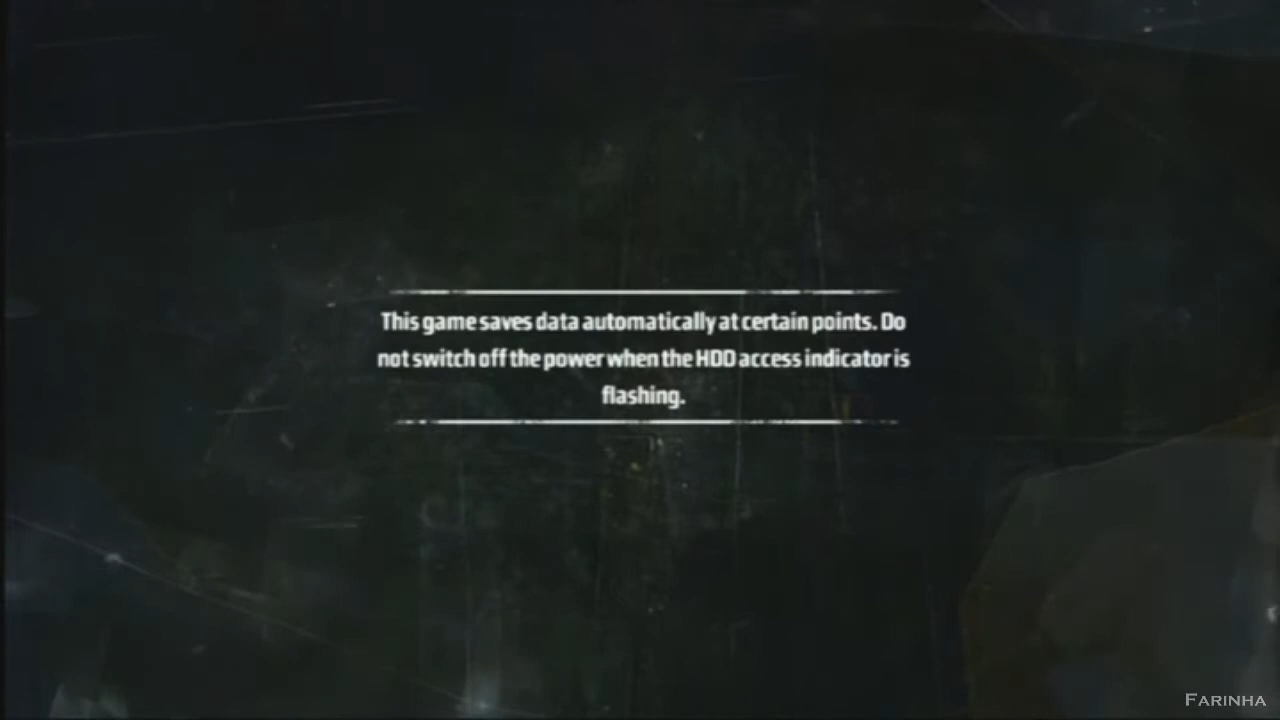 This game saves data automatically at certain points. Do
not switch off the power when the HDD access indicator is
flashing.
FARINHA